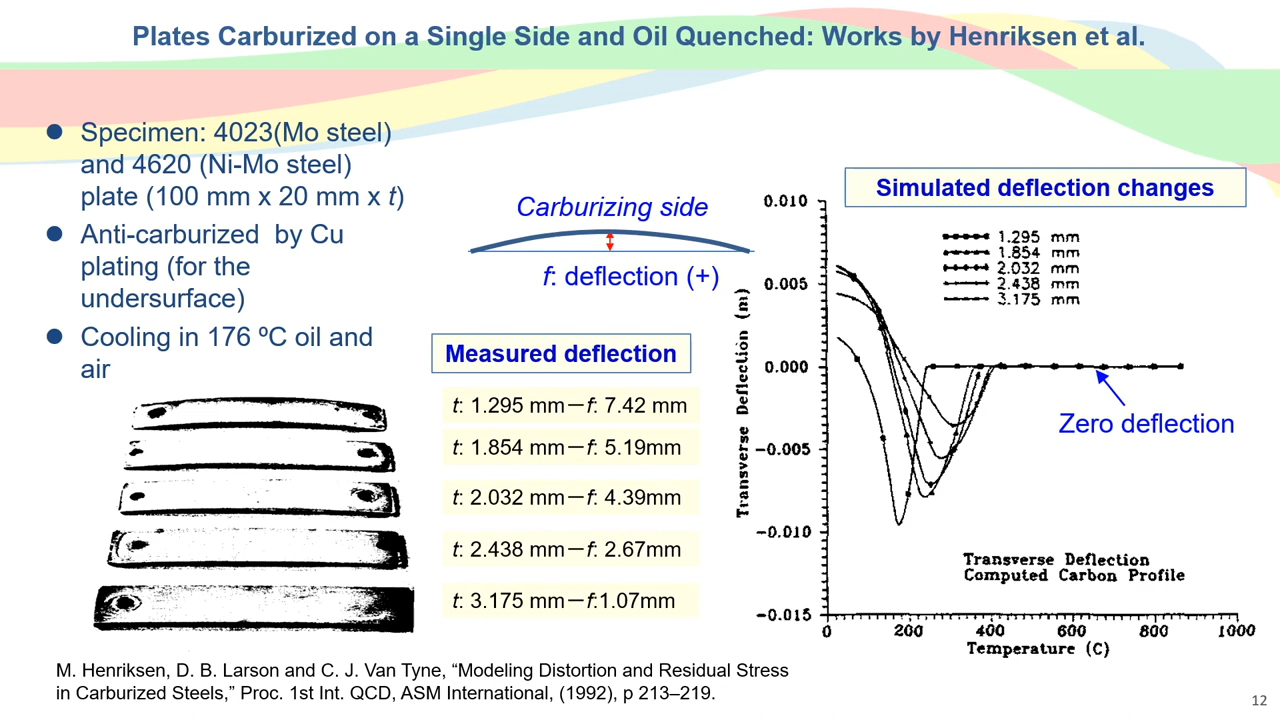 Plates Carburized on a Single Side and Oil Quenched: Works by Henriksen et al.
● Specimen: 4023(Mo steel)
and 4620 (Ni-Mo steel)
plate (100 mm x 20 mm x t)
● Anti-carburized by Cu
plating (for the
undersurface)
● Cooling in 176 ºC oil and
air
Carburizing side
f: deflection (+)
Measured deflection
t: 1.295 mm－f: 7.42 mm
t: 1.854 mm－f: 5.19mm
t: 2.032 mm－f: 4.39mm
t: 2.438 mm－f: 2.67mm
t: 3.175 mm－f:1.07mm
Simulated deflection changes
0.010
0.005
0.000
-0.005
-0.010
-0.015
Transverse Deflection (m)
1.295 mm
1.854 mm
2.032 mm
2.438 mm
3.175 mm
Zero deflection
Transverse Deflection
Computed Carbon Profile
0 200 400 600 800 1000
Temperature (C)
M. Henriksen, D. B. Larson and C. J. Van Tyne, “Modeling Distortion and Residual Stress
in Carburized Steels,” Proc. 1st Int. QCD, ASM International, (1992), p 213–219.
12